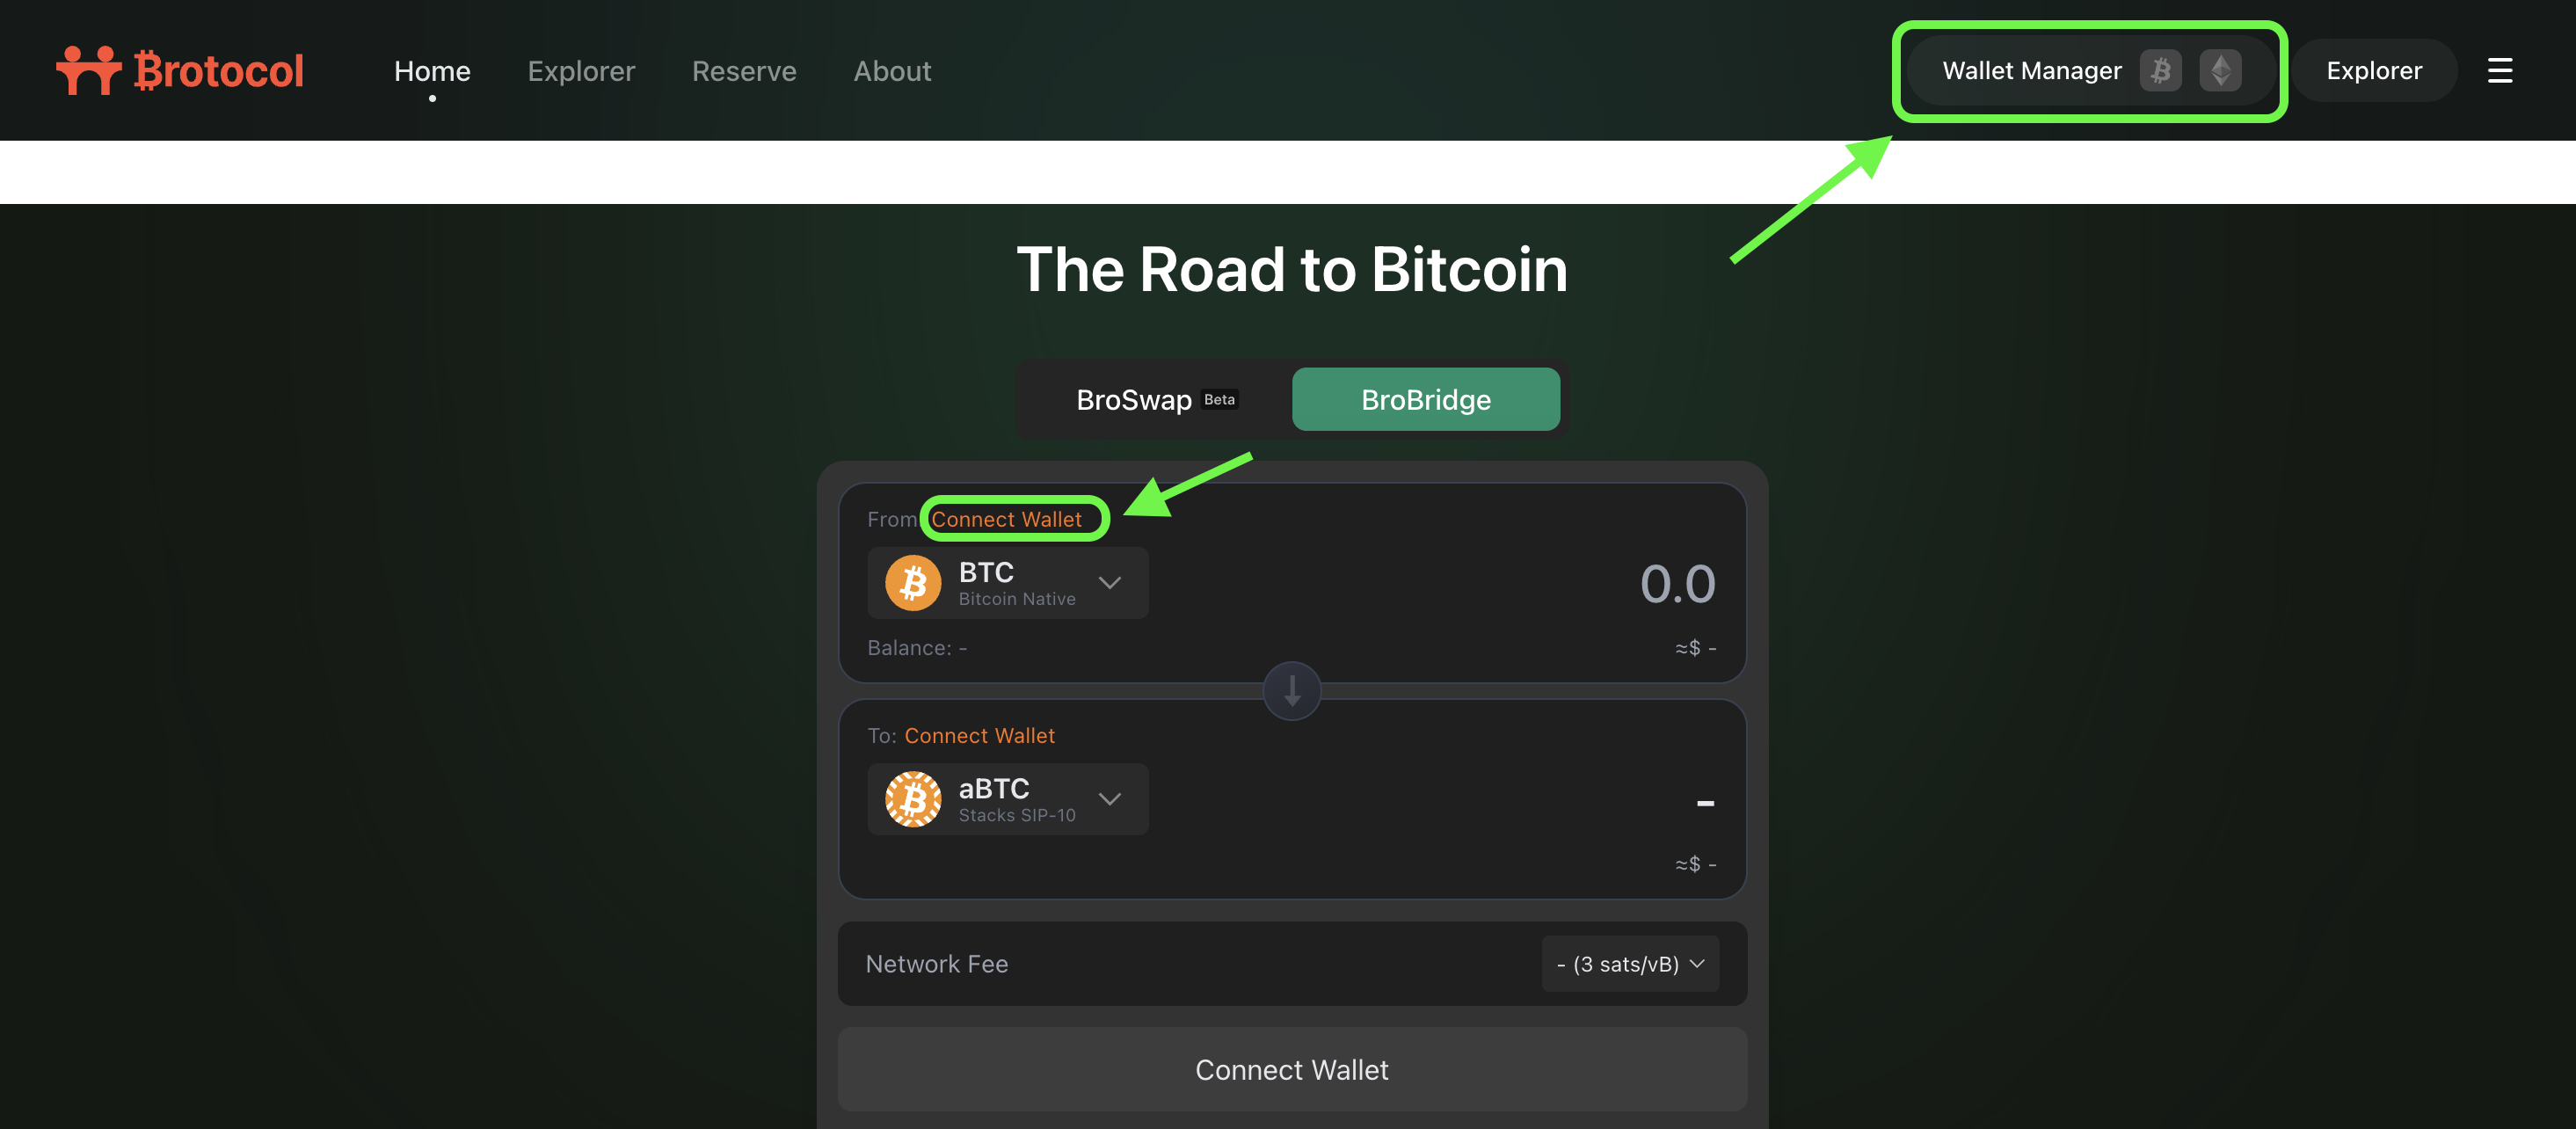 ₿rotocol
Home
Explorer
Reserve
About
Wallet Manager
Explorer
The Road to Bitcoin
BroSwap Beta
BroBridge
From: Connect Wallet
BTC
Bitcoin Native
0.0
Balance: -
≈$ -
To: Connect Wallet
aBTC
Stacks SIP-10
-
≈$ -
Network Fee
- (3 sats/vB)
Connect Wallet